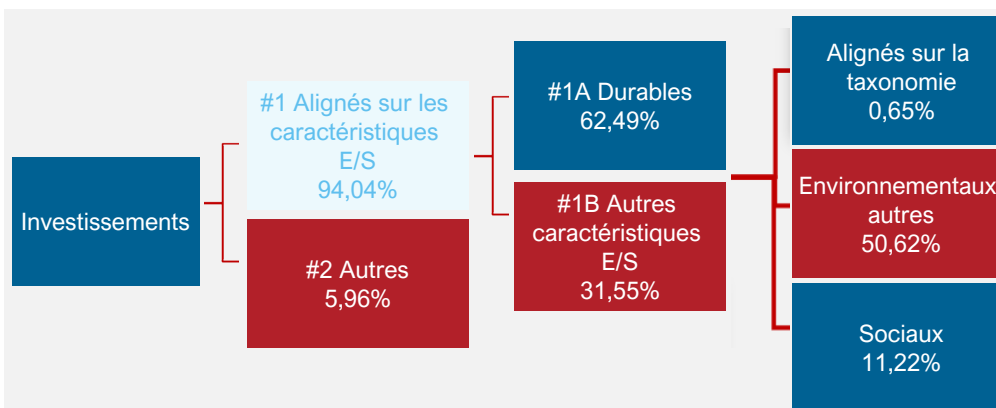 Investissements
#1 Alignés sur les
caractéristiques
E/S
94,04%
#2 Autres
5,96%
#1A Durables
62,49%
#1B Autres
caractéristiques
E/S
31,55%
Alignés sur la
taxonomie
0,65%
Environnementaux
autres
50,62%
Sociaux
11,22%